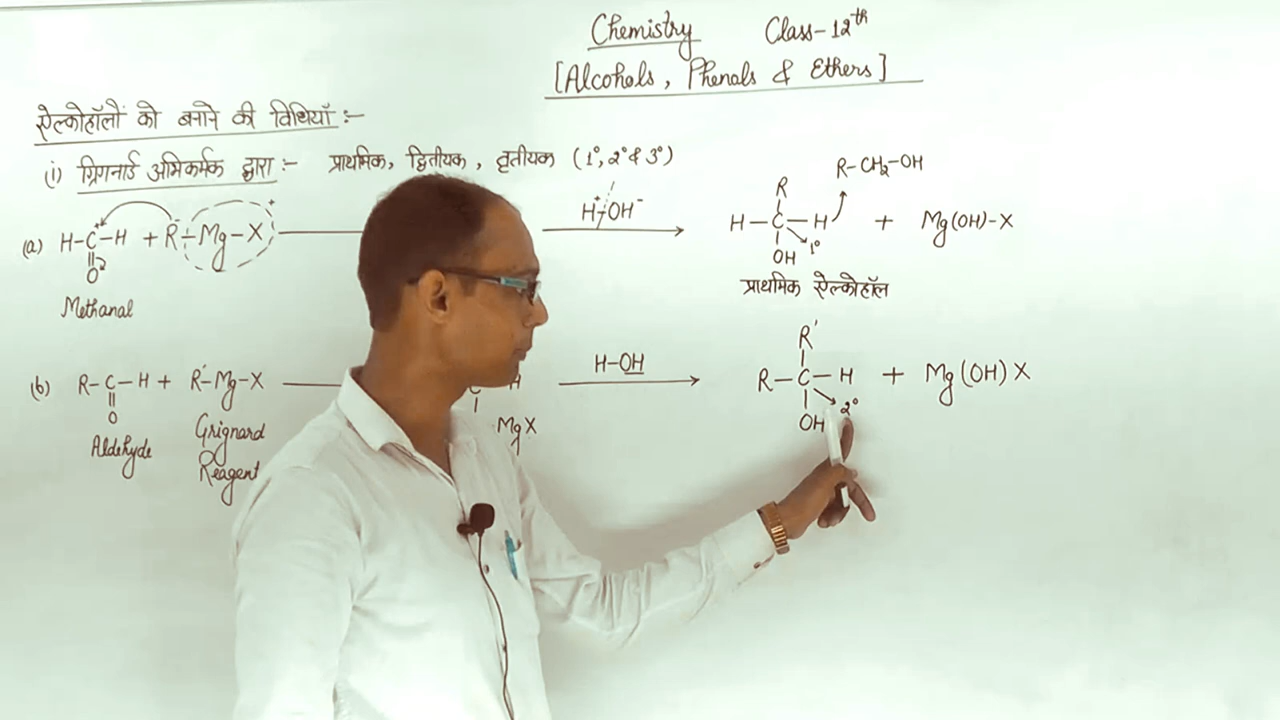 Chemistry Class-12th
[Alcohols, Phenols & Ethers]
ऐल्कोहॉलों को बनाने की विधियाँ :-
(i) ग्रिगनार्ड अभिकर्मक द्वारा :- प्राथमिक, द्वितीयक, तृतीयक (1°, 2° & 3°)
R-CH2-OH
R
H+ OH-
(a) H-C-H + R-Mg-X H-C-H + Mg(OH)-X
O OH 1°
Methanal प्राथमिक ऐल्कोहॉल
R'
H-OH
(b) R-C-H + R'-Mg-X C H R-C-H + Mg(OH)X
O 2°
Aldehyde Grignard MgX OH
Reagent